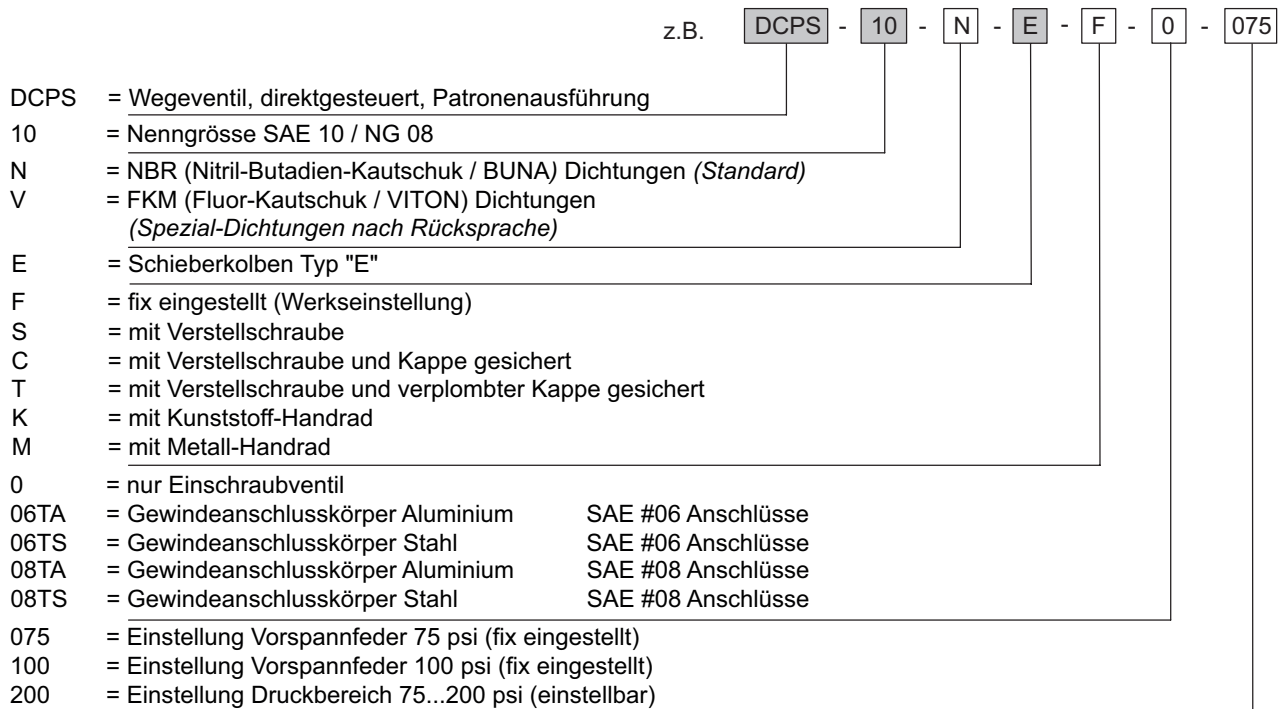 z.B. DCPS - 10 - N - E - F - 0 - 075
DCPS = Wegeventil, direktgesteuert, Patronenausführung
10 = Nenngrösse SAE 10 / NG 08
N = NBR (Nitril-Butadien-Kautschuk / BUNA) Dichtungen (Standard)
V = FKM (Fluor-Kautschuk / VITON) Dichtungen
(Spezial-Dichtungen nach Rücksprache)
E = Schieberkolben Typ "E"
F = fix eingestellt (Werkseinstellung)
S = mit Verstellschraube
C = mit Verstellschraube und Kappe gesichert
T = mit Verstellschraube und verplombter Kappe gesichert
K = mit Kunststoff-Handrad
M = mit Metall-Handrad
0 = nur Einschraubventil
06TA = Gewindeanschlusskörper Aluminium SAE #06 Anschlüsse
06TS = Gewindeanschlusskörper Stahl SAE #06 Anschlüsse
08TA = Gewindeanschlusskörper Aluminium SAE #08 Anschlüsse
08TS = Gewindeanschlusskörper Stahl SAE #08 Anschlüsse
075 = Einstellung Vorspannfeder 75 psi (fix eingestellt)
100 = Einstellung Vorspannfeder 100 psi (fix eingestellt)
200 = Einstellung Druckbereich 75...200 psi (einstellbar)